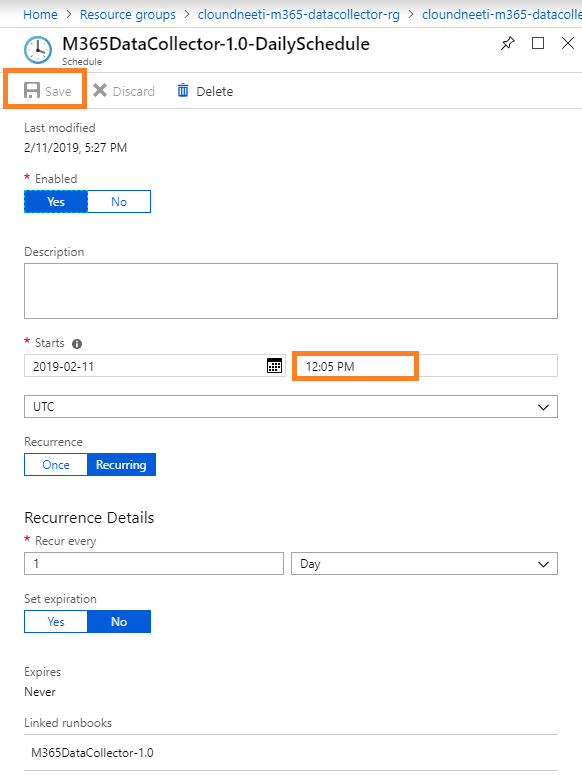 Home > Resource groups > cloundneeti-m365-datacollector-rg > cloundneeti-m365-datacolle
M365DataCollector-1.0-DailySchedule
Schedule
Save Discard Delete
Last modified
2/11/2019, 5:27 PM
* Enabled
Yes No
Description
* Starts
2019-02-11 12:05 PM
UTC
Recurrence
Once Recurring
Recurrence Details
* Recur every
1 Day
Set expiration
Yes No
Expires
Never
Linked runbooks
M365DataCollector-1.0